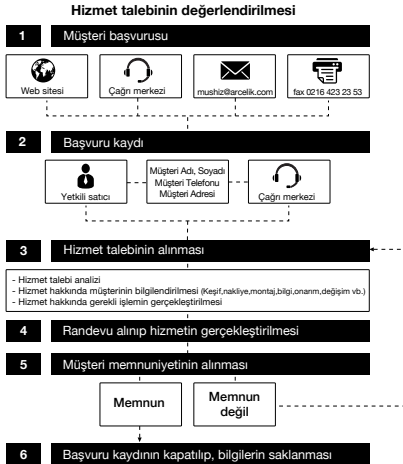 Hizmet talebinin değerlendirilmesi
1 Müşteri başvurusu
Web sitesi
Çağrı merkezi
mushiz@arcelik.com
fax 0216 423 23 53
2 Başvuru kaydı
Yetkili satıcı
Müşteri Adı, Soyadı
Müşteri Telefonu
Müşteri Adresi
Çağrı merkezi
3 Hizmet talebinin alınması
- Hizmet talebi analizi
- Hizmet hakkında müşterinin bilgilendirilmesi (Keşif,nakliye,montaj,bilgi,onarım,değişim vb.)
- Hizmet hakkında gerekli işlemin gerçekleştirilmesi
4 Randevu alınıp hizmetin gerçekleştirilmesi
5 Müşteri memnuniyetinin alınması
Memnun
Memnun
değil
6 Başvuru kaydının kapatılıp, bilgilerin saklanması